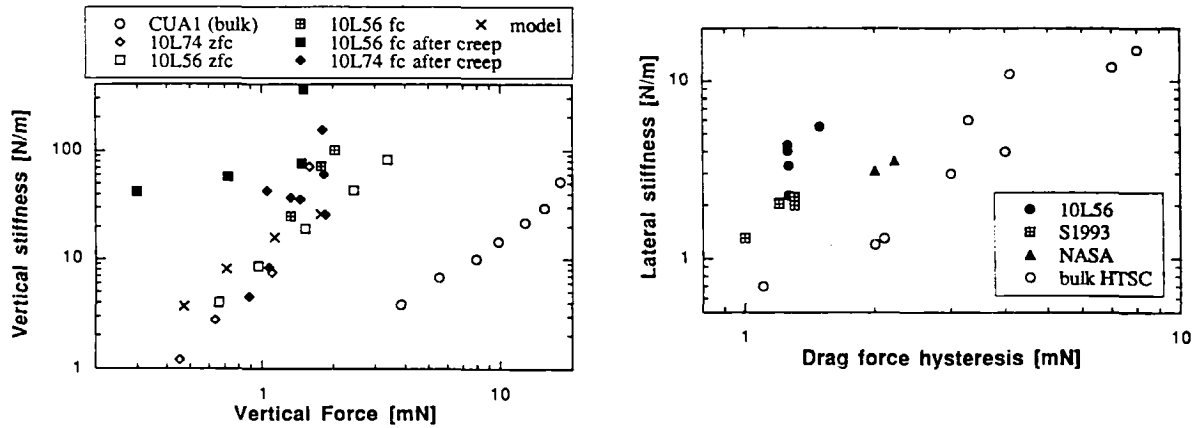 CUA1 (bulk)
10L74 zfc
10L56 zfc
10L56 fc
10L56 fc after creep
10L74 fc after creep
model
Vertical stiffness [N/m]
100
10
1
1
10
Vertical Force [mN]
Lateral stiffness [N/m]
10
1
10L56
S1993
NASA
bulk HTSC
1
10
Drag force hysteresis [mN]